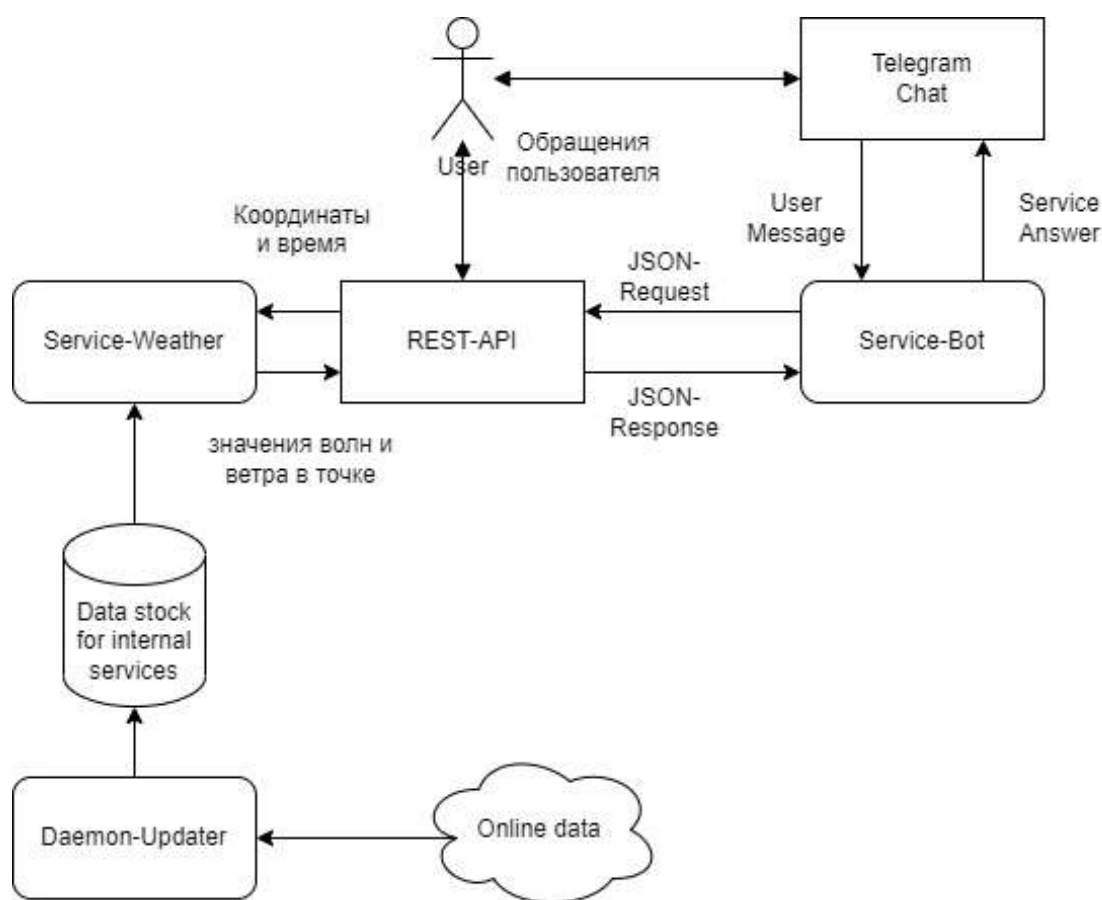 Telegram
Chat
User
Обращения
пользователя
Координаты
и время
User
Message
Service
Answer
JSON-
Request
Service-Weather
REST-API
Service-Bot
JSON-
Response
значения волн и
ветра в точке
Data stock
for internal
services
Daemon-Updater
Online data